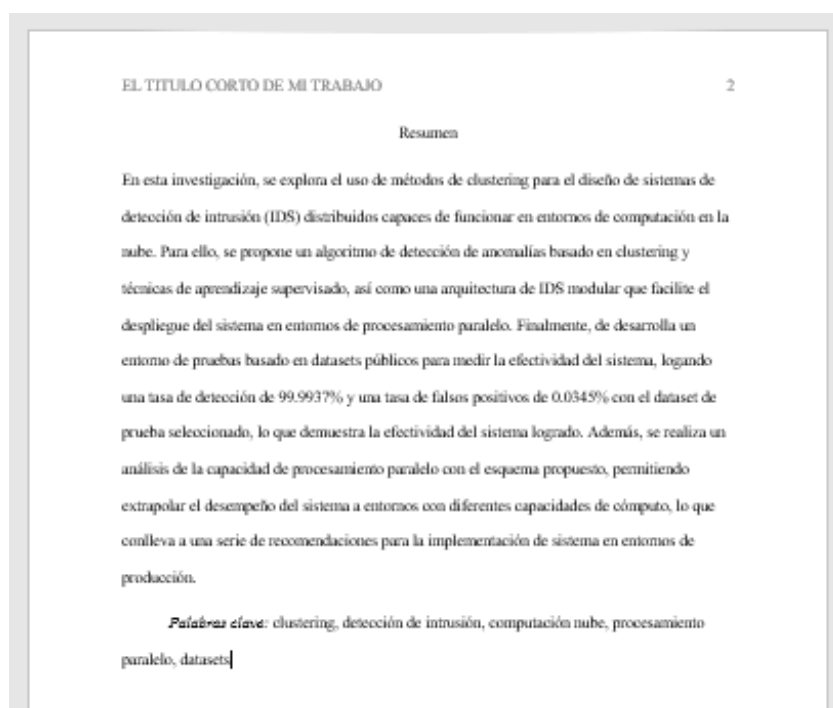 EL TITULO CORTO DE MI TRABAJO 2
Resumen
En esta investigación, se explora el uso de métodos de clustering para el diseño de sistemas de
detección de intrusión (IDS) distribuidos capaces de funcionar en entornos de computación en la
nube. Para ello, se propone un algoritmo de detección de anomalías basado en clustering y
técnicas de aprendizaje supervisado, así como una arquitectura de IDS modular que facilite el
despliegue del sistema en entornos de procesamiento paralelo. Finalmente, de desarrolla un
entorno de pruebas basado en datasets públicos para medir la efectividad del sistema, logando
una tasa de detección de 99.9937% y una tasa de falsos positivos de 0.0345% con el dataset de
prueba seleccionado, lo que demuestra la efectividad del sistema logrado. Además, se realiza un
análisis de la capacidad de procesamiento paralelo con el esquema propuesto, permitiendo
extrapolar el desempeño del sistema a entornos con diferentes capacidades de cómputo, lo que
conlleva a una serie de recomendaciones para la implementación de sistema en entornos de
producción.
Palabras clave: clustering, detección de intrusión, computación nube, procesamiento
paralelo, datasets